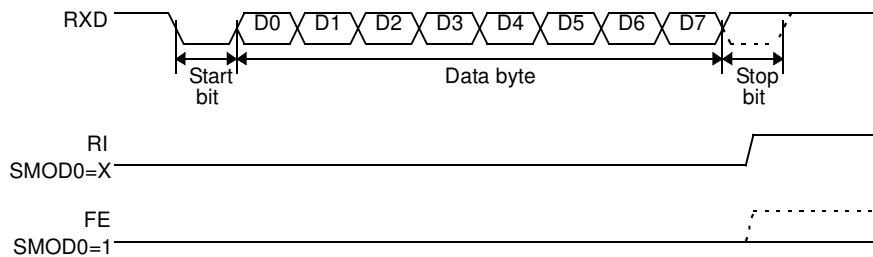 RXD
D0 D1 D2 D3 D4 D5 D6 D7
Start
bit
Data byte
Stop
bit
RI
SMOD0=X
FE
SMOD0=1